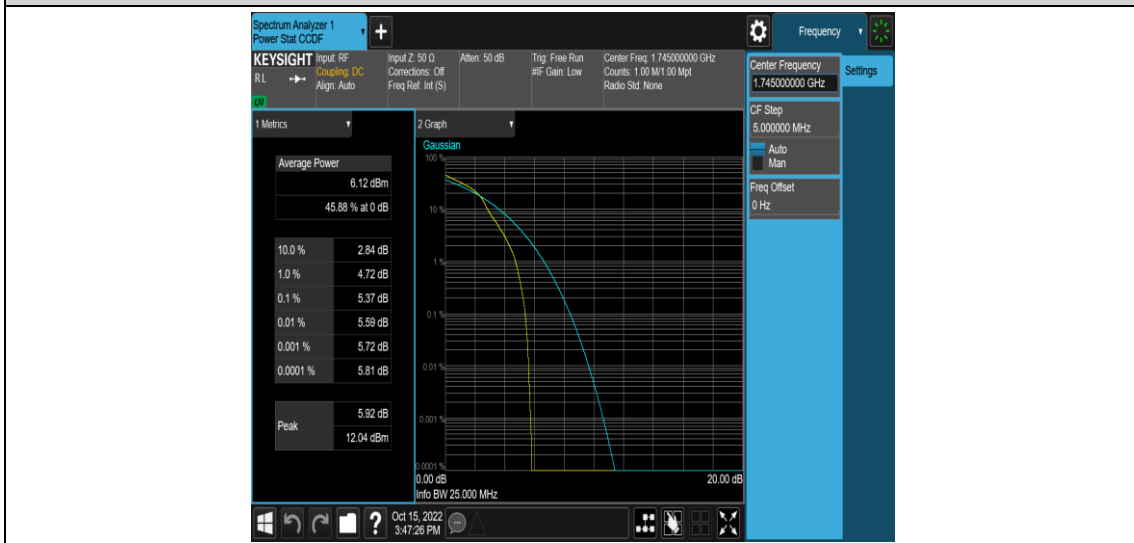 Spectrum Analyzer 1
Power Stat CCDF
+
Frequency
KEYSIGHT
RL
LXI
Input: RF
Coupling: DC
Align: Auto
Input Z: 50 Ω
Corrections: Off
Freq Ref: Int (S)
Atten: 50 dB
Trig: Free Run
#IF Gain: Low
Center Freq: 1.745000000 GHz
Counts: 1.00 M/1.00 Mpt
Radio Std: None
Center Frequency
1.745000000 GHz
Settings
CF Step
5.000000 MHz
Auto
Man
Freq Offset
0 Hz
1 Metrics
Average Power
6.12 dBm
45.88 % at 0 dB
10.0 % 2.84 dB
1.0 % 4.72 dB
0.1 % 5.37 dB
0.01 % 5.59 dB
0.001 % 5.72 dB
0.0001 % 5.81 dB
Peak
5.92 dB
12.04 dBm
2 Graph
Gaussian
100 %
10 %
1 %
0.1 %
0.01 %
0.001 %
0.0001 %
0.00 dB 20.00 dB
Info BW 25.000 MHz
?
Oct 15, 2022
3:47:26 PM